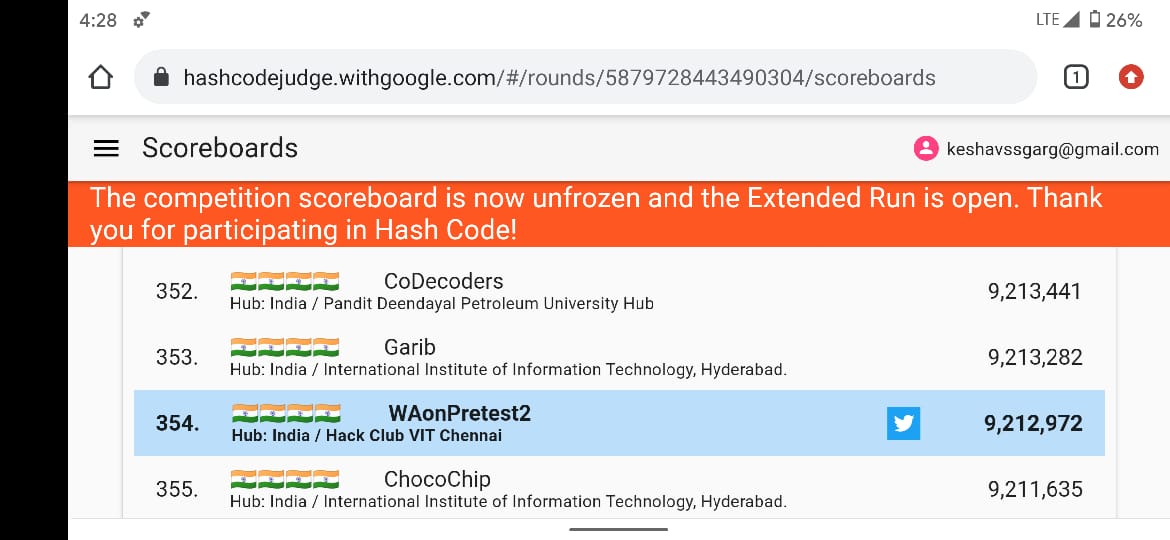 4:28 LTE 26%
hashcodejudge.withgoogle.com/#/rounds/5879728443490304/scoreboards 1
Scoreboards keshavssgarg@gmail.com
The competition scoreboard is now unfrozen and the Extended Run is open. Thank
you for participating in Hash Code!
352. CoDecoders 9,213,441
Hub: India / Pandit Deendayal Petroleum University Hub
353. Garib 9,213,282
Hub: India / International Institute of Information Technology, Hyderabad.
354. WAonPretest2 9,212,972
Hub: India / Hack Club VIT Chennai
355. ChocoChip 9,211,635
Hub: India / International Institute of Information Technology, Hyderabad.